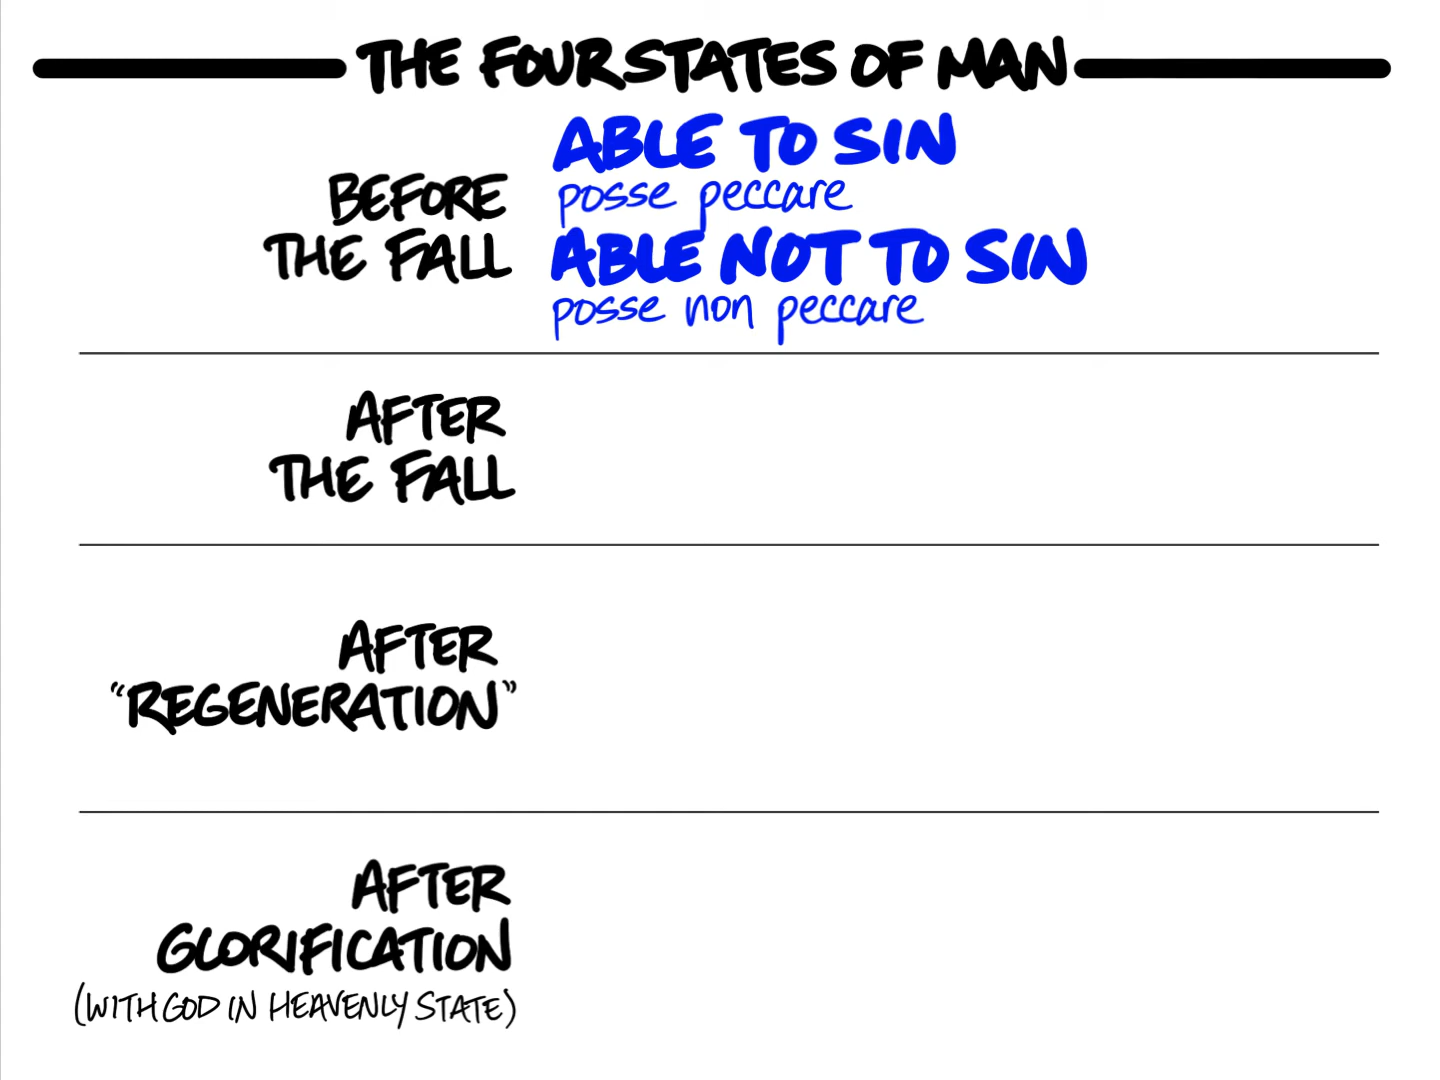 THE FOUR STATES OF MAN
BEFORE
THE FALL
ABLE TO SIN
posse peccare
ABLE NOT TO SIN
posse non peccare
AFTER
THE FALL
AFTER
"REGENERATION"
AFTER
GLORIFICATION
(WITH GOD IN HEAVENLY STATE)